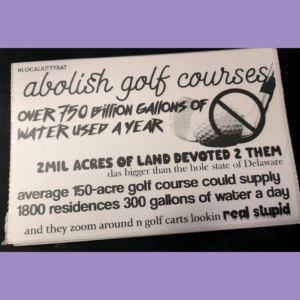 #LOCALKITTYBAT
abolish golf courses
OVER 750 BILLION GALLONS OF
WATER USED A YEAR
2MIL ACRES OF LAND DEVOTED 2 THEM
das bigger than the hole state of Delaware
average 150-acre golf course could supply
1800 residences 300 gallons of water a day
and they zoom around n golf carts lookin real stupid